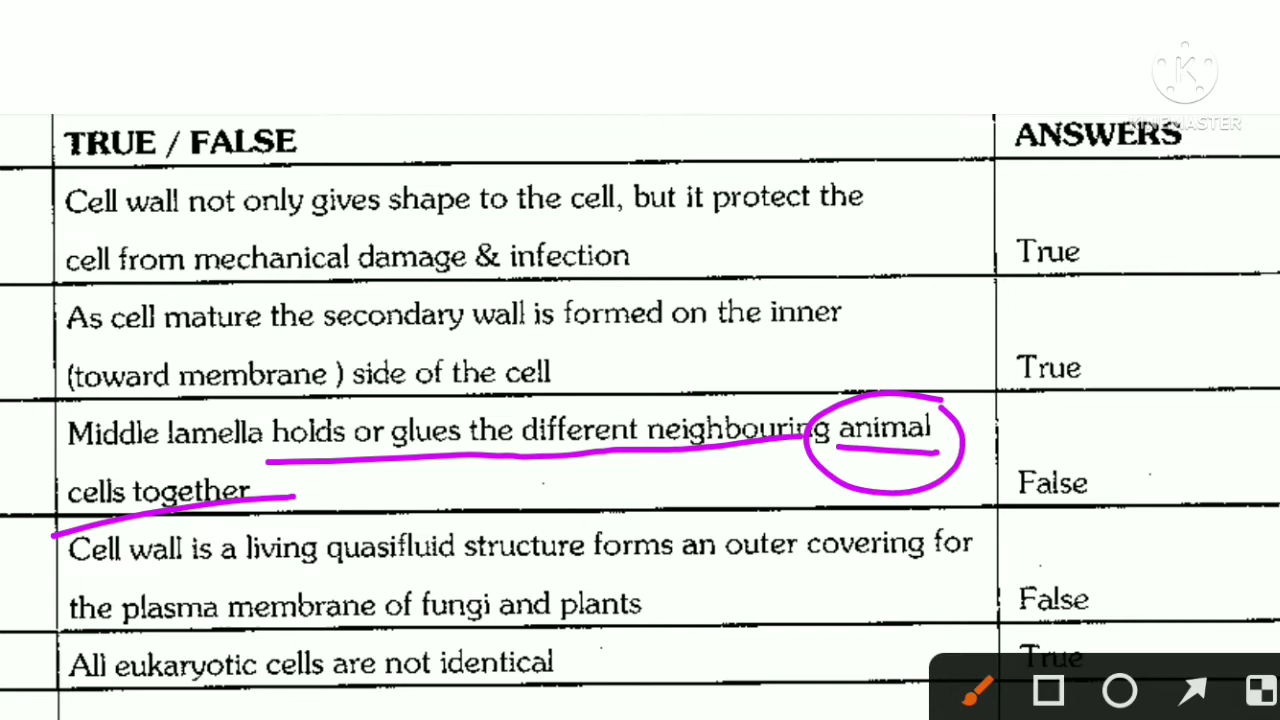 KINEMASTER
TRUE / FALSE ANSWERS
Cell wall not only gives shape to the cell, but it protect the
cell from mechanical damage & infection True
As cell mature the secondary wall is formed on the inner
(toward membrane ) side of the cell True
Middle lamella holds or glues the different neighbouring animal
cells together False
Cell wall is a living quasifluid structure forms an outer covering for
the plasma membrane of fungi and plants False
All eukaryotic cells are not identical True